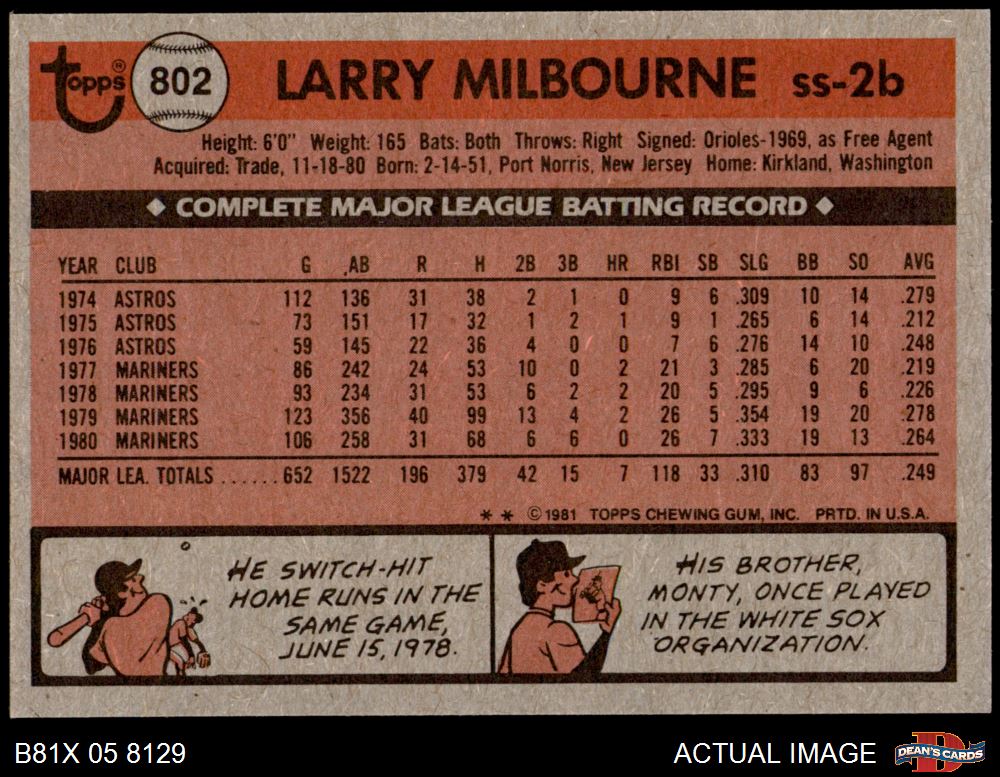 Topps® 802 LARRY MILBOURNE ss-2b
Height: 6'0" Weight: 165 Bats: Both Throws: Right Signed: Orioles-1969, as Free Agent
Acquired: Trade, 11-18-80 Born: 2-14-51, Port Norris, New Jersey Home: Kirkland, Washington
◆ COMPLETE MAJOR LEAGUE BATTING RECORD ◆
YEAR CLUB G AB R H 2B 3B HR RBI SB SLG BB SO AVG
1974 ASTROS 112 136 31 38 2 1 0 9 6 .309 10 14 .279
1975 ASTROS 73 151 17 32 1 2 1 9 1 .265 6 14 .212
1976 ASTROS 59 145 22 36 4 0 0 7 6 .276 14 10 .248
1977 MARINERS 86 242 24 53 10 0 2 21 3 .285 6 20 .219
1978 MARINERS 93 234 31 53 6 2 2 20 5 .295 9 6 .226
1979 MARINERS 123 356 40 99 13 4 2 26 5 .354 19 20 .278
1980 MARINERS 106 258 31 68 6 6 0 26 7 .333 19 13 .264
MAJOR LEA. TOTALS ...... 652 1522 196 379 42 15 7 118 33 .310 83 97 .249
* * © 1981 TOPPS CHEWING GUM, INC. PRTD. IN U.S.A.
HE SWITCH-HIT
HOME RUNS IN THE
SAME GAME,
JUNE 15, 1978.
HIS BROTHER,
MONTY, ONCE PLAYED
IN THE WHITE SOX
ORGANIZATION.
B81X 05 8129 ACTUAL IMAGE DEAN'S CARDS